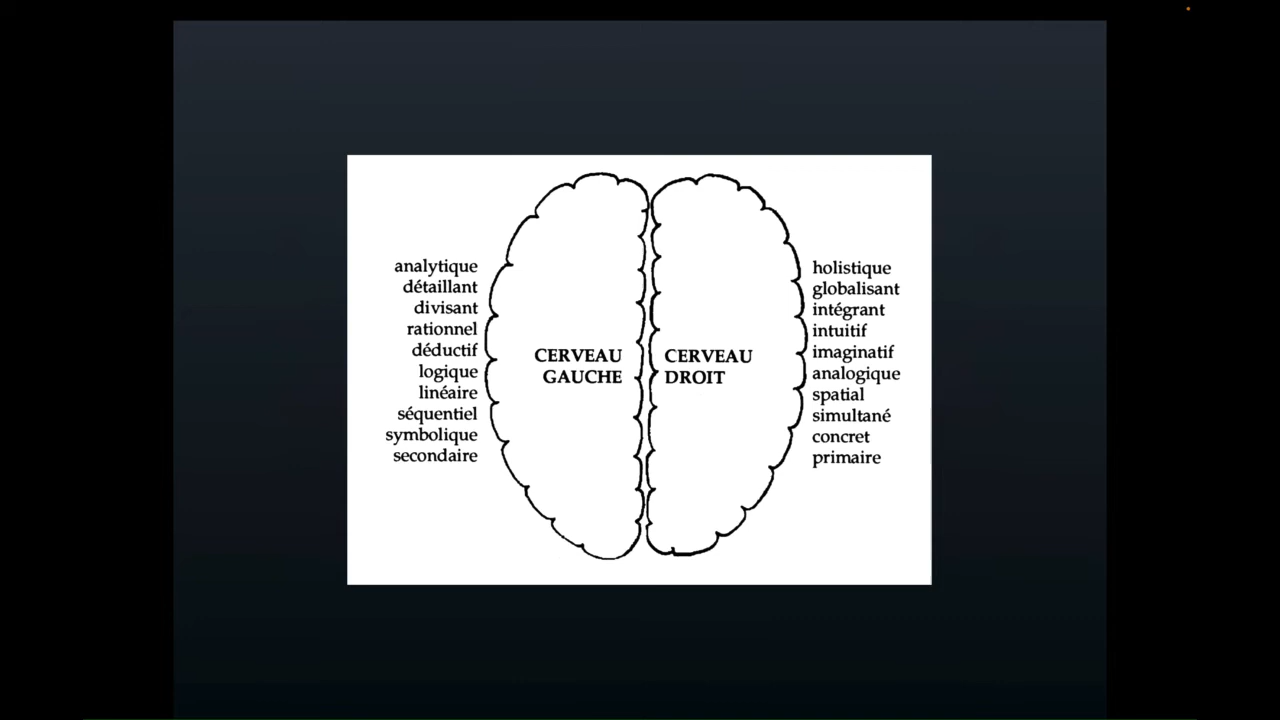 analytique
détaillant
divisant
rationnel
déductif
logique
linéaire
séquentiel
symbolique
secondaire
CERVEAU
GAUCHE
CERVEAU
DROIT
holistique
globalisant
intégrant
intuitif
imaginatif
analogique
spatial
simultané
concret
primaire